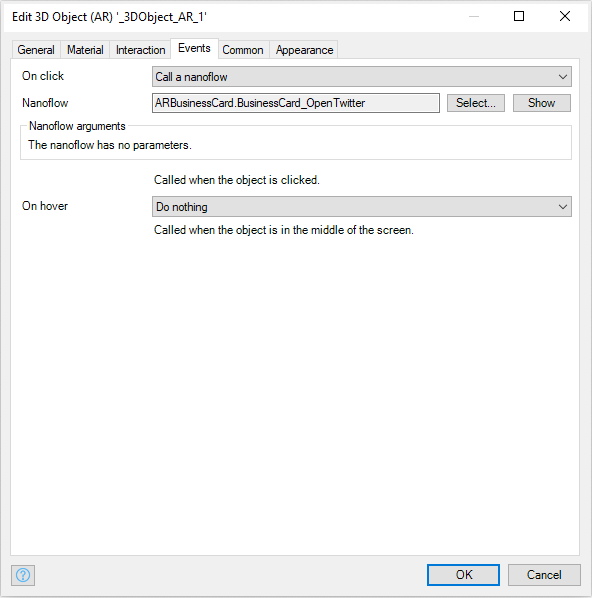 Edit 3D Object (AR) '_3DObject_AR_1'
General Material Interaction Events Common Appearance
On click Call a nanoflow
Nanoflow ARBusinessCard.BusinessCard_OpenTwitter Select... Show
Nanoflow arguments
The nanoflow has no parameters.
Called when the object is clicked.
On hover Do nothing
Called when the object is in the middle of the screen.
? OK Cancel